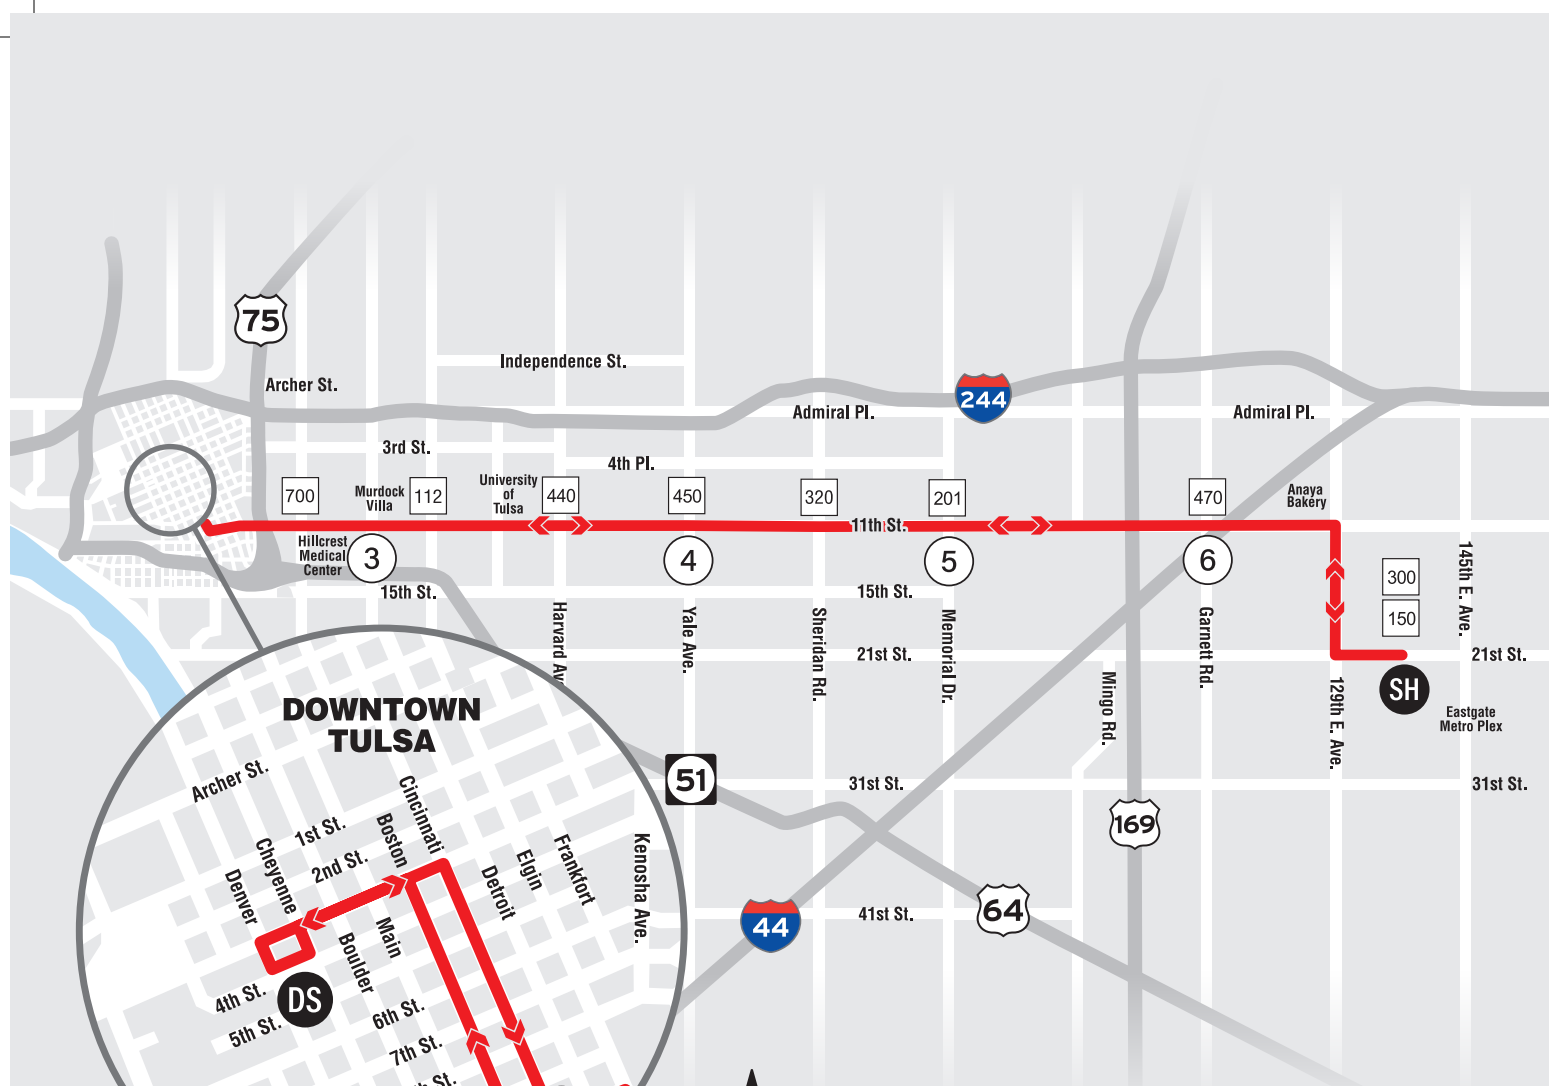 75
Independence St.
Archer St.
244
Admiral Pl.
Admiral Pl.
3rd St.
4th Pl.
700
Murdock
Villa
112
University
of
Tulsa
440
450
320
201
470
Anaya
Bakery
11th St.
Hillcrest
Medical
Center
3
4
5
6
15th St.
15th St.
300
150
145th E. Ave.
Harvard Av
Yale Ave.
Sheridan Rd.
Memorial Dr.
Garnett Rd.
21st St.
21st St.
Mingo Rd.
129th E. Ave.
SH
Eastgate
Metro Plex
DOWNTOWN
TULSA
51
31st St.
31st St.
169
Archer St.
Cincinnati
Boston
1st St.
2nd St.
Cheyenne
Denver
Detroit
Elgin
Frankfort
Kenosha Ave.
Main
Boulder
44
41st St.
64
4th St.
DS
5th St.
6th St.
7th St.
St.